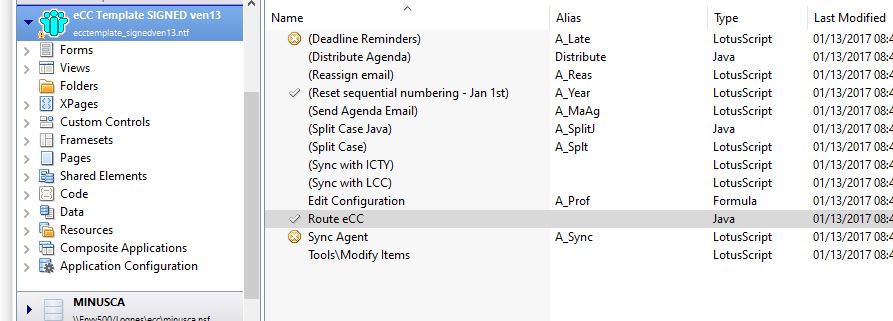 eCC Template SIGNED ven13
ecctemplate_signedven13.ntf
Forms
Views
Folders
XPages
Custom Controls
Framesets
Pages
Shared Elements
Code
Data
Resources
Composite Applications
Application Configuration
MINUSCA
Name Alias Type Last Modified
(Deadline Reminders) A_Late LotusScript 01/13/2017 08:4
(Distribute Agenda) Distribute Java 01/13/2017 08:4
(Reassign email) A_Reas LotusScript 01/13/2017 08:4
(Reset sequential numbering - Jan 1st) A_Year LotusScript 01/13/2017 08:4
(Send Agenda Email) A_MaAg LotusScript 01/13/2017 08:4
(Split Case Java) A_SplitJ Java 01/13/2017 08:4
(Split Case) A_Splt LotusScript 01/13/2017 08:4
(Sync with ICTY) LotusScript 01/13/2017 08:4
(Sync with LCC) LotusScript 01/13/2017 08:4
Edit Configuration A_Prof Formula 01/13/2017 08:4
Route eCC Java 01/13/2017 08:4
Sync Agent A_Sync LotusScript 01/13/2017 08:4
Tools\Modify Items LotusScript 01/13/2017 08:4